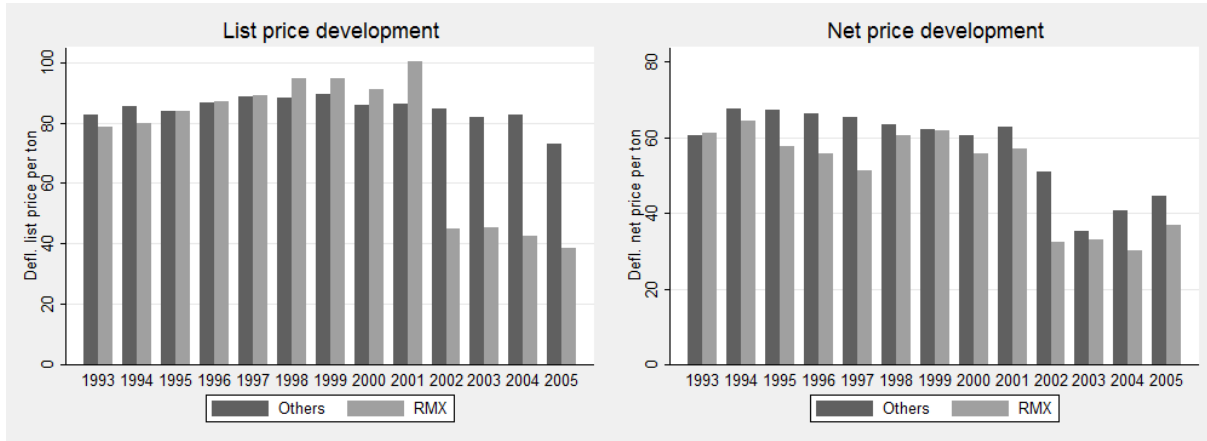 List price development
Defl. list price per ton
100
80
60
40
20
0
1993 1994 1995 1996 1997 1998 1999 2000 2001 2002 2003 2004 2005
Others RMX
Net price development
Defl. net price per ton
80
60
40
20
0
1993 1994 1995 1996 1997 1998 1999 2000 2001 2002 2003 2004 2005
Others RMX